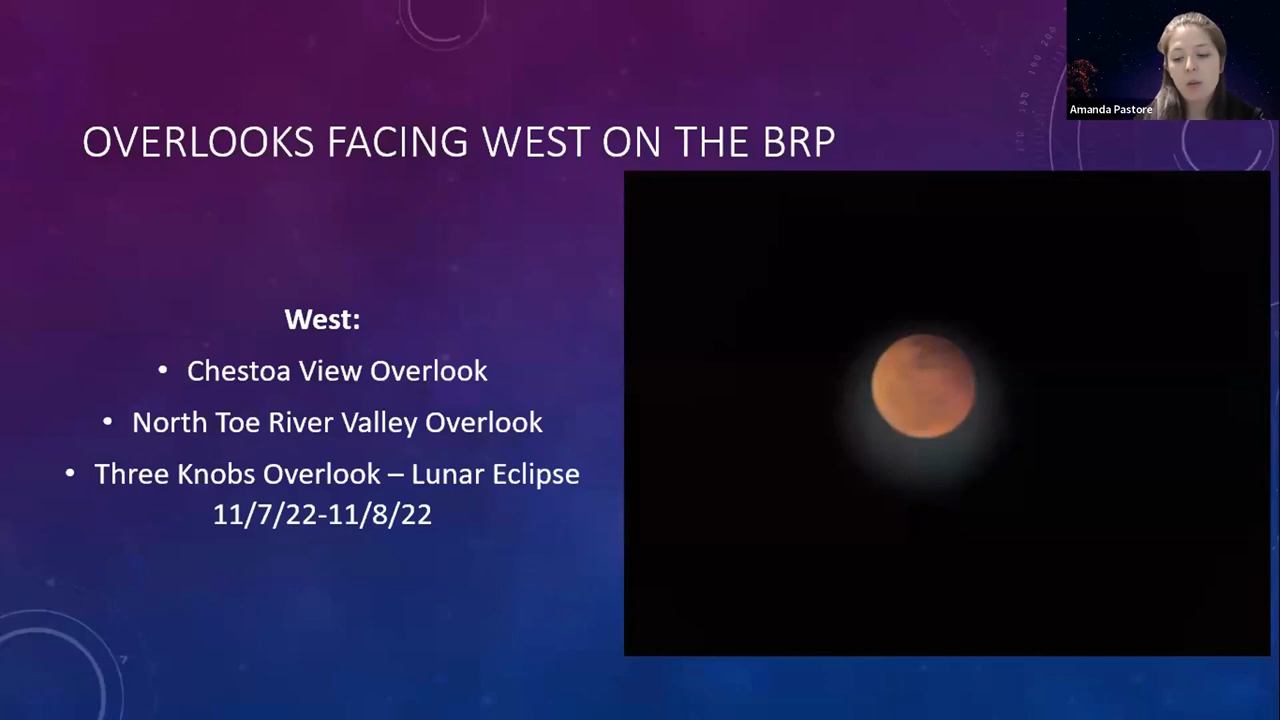 Amanda Pastore
OVERLOOKS FACING WEST ON THE BRP
West:
• Chestoa View Overlook
• North Toe River Valley Overlook
• Three Knobs Overlook – Lunar Eclipse
11/7/22-11/8/22